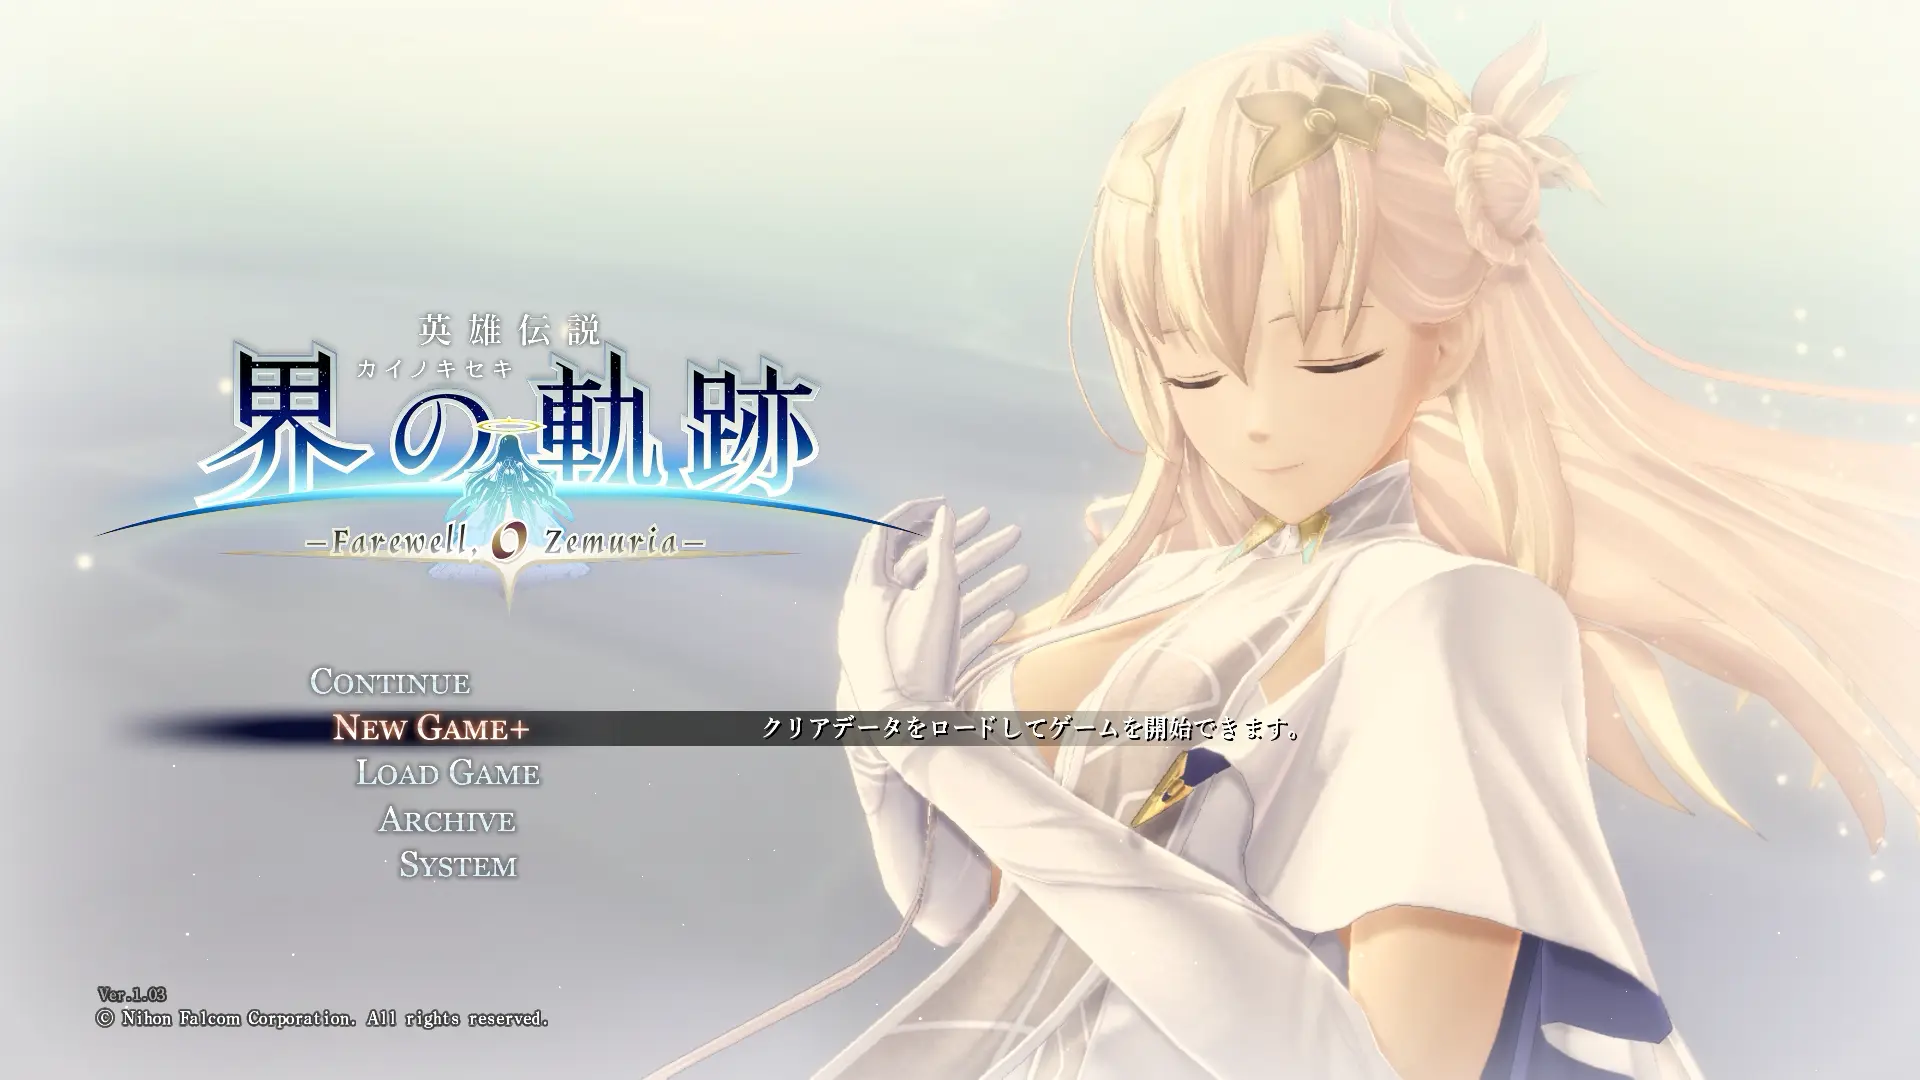 英雄伝説
カイノキセキ
界の軌跡
－Farewell, O Zemuria－
CONTINUE
NEW GAME+ クリアデータをロードしてゲームを開始できます。
LOAD GAME
ARCHIVE
SYSTEM
Ver.1.03
© Nihon Falcom Corporation. All rights reserved.